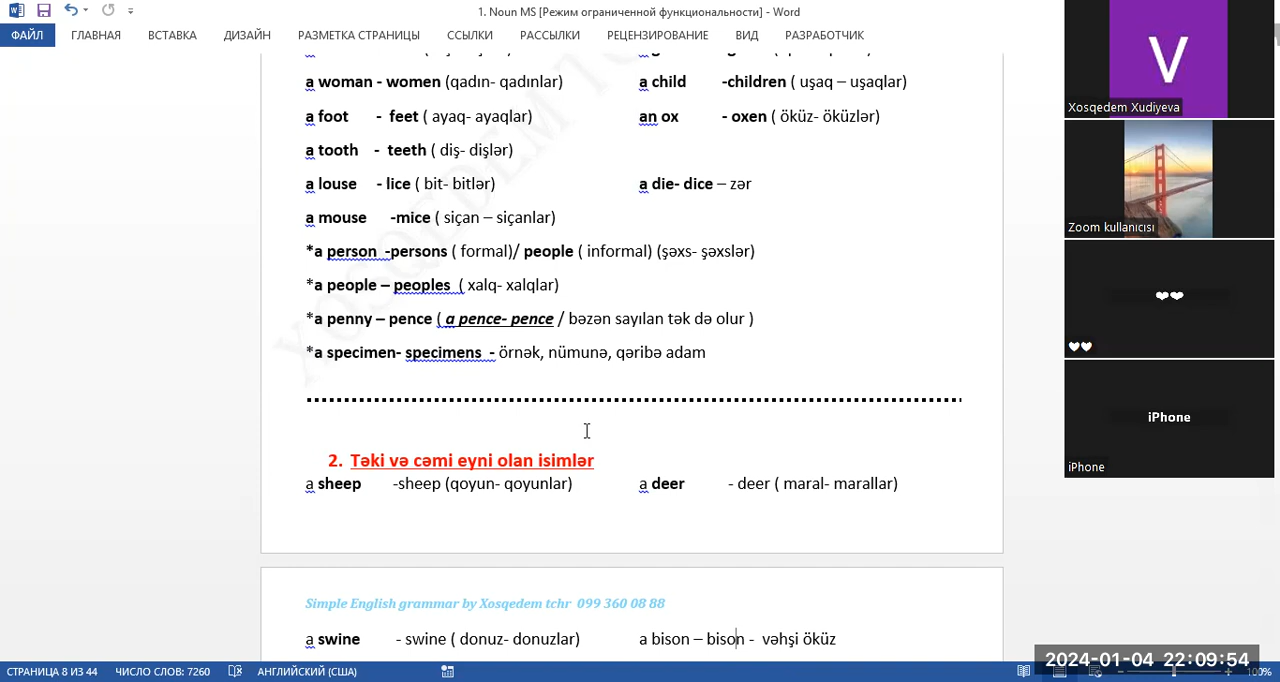 1. Noun MS [Режим ограниченной функциональности] - Word
ФАЙЛ ГЛАВНАЯ ВСТАВКА ДИЗАЙН РАЗМЕТКА СТРАНИЦЫ ССЫЛКИ РАССЫЛКИ РЕЦЕНЗИРОВАНИЕ ВИД РАЗРАБОТЧИК
a woman - women (qadın- qadınlar) a child -children ( uşaq – uşaqlar)
a foot - feet ( ayaq- ayaqlar) an ox - oxen ( öküz- öküzlər)
a tooth - teeth ( diş- dişlər)
a louse - lice ( bit- bitlər) a die- dice – zər
a mouse -mice ( siçan – siçanlar)
*a person -persons ( formal)/ people ( informal) (şəxs- şəxslər)
*a people – peoples ( xalq- xalqlar)
*a penny – pence ( a pence- pence / bəzən sayılan tək də olur )
*a specimen- specimens - örnək, nümunə, qəribə adam
2. Təki və cəmi eyni olan isimlər
a sheep -sheep (qoyun- qoyunlar) a deer - deer ( maral- marallar)
Simple English grammar by Xosqedem tchr 099 360 08 88
a swine - swine ( donuz- donuzlar) a bison – bison - vəhşi öküz
СТРАНИЦА 8 ИЗ 44 ЧИСЛО СЛОВ: 7260 АНГЛИЙСКИЙ (США)
V
Xosqedem Xudiyeva
Zoom kullanıcısı
iPhone
iPhone
2024-01-04 22:09:54